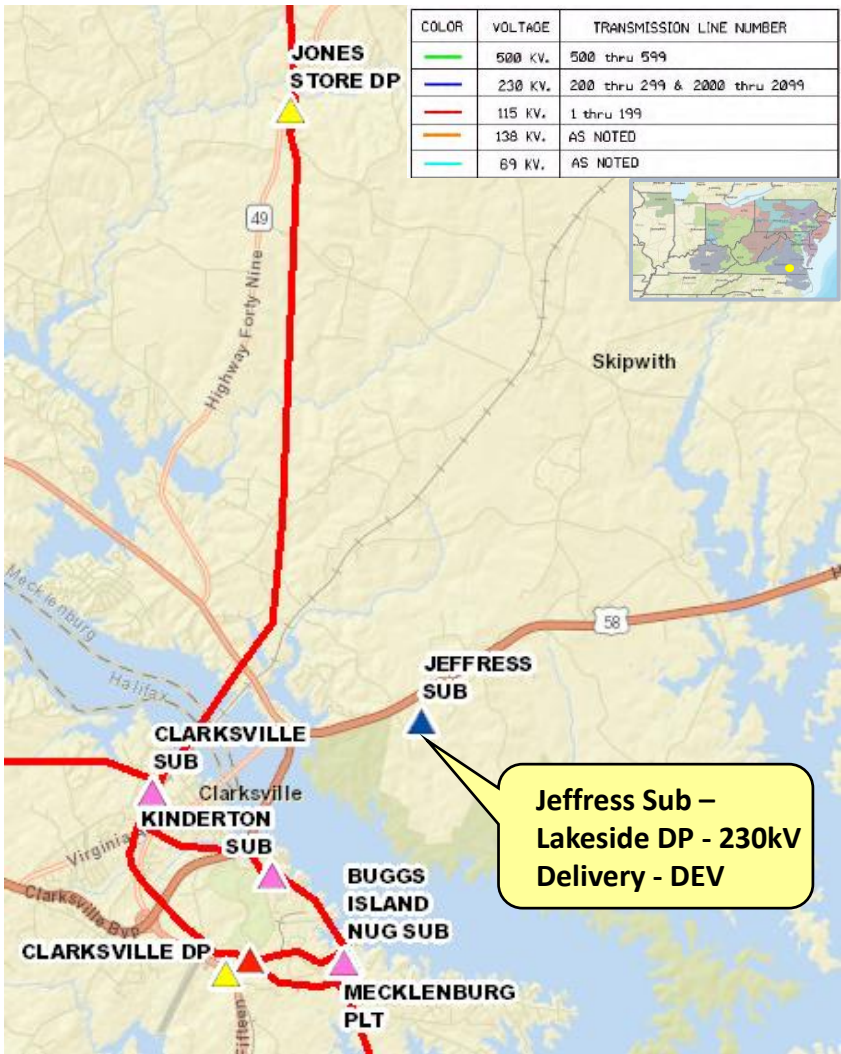 COLOR VOLTAGE TRANSMISSION LINE NUMBER
500 KV. 500 thru 599
230 KV. 200 thru 299 & 2000 thru 2099
115 KV. 1 thru 199
138 KV. AS NOTED
69 KV. AS NOTED
JONES
STORE DP
49
Highway Forty Nine
Skipwith
58
Mecklenburg
Halifax
JEFFRESS
SUB
CLARKSVILLE
SUB
Clarksville
KINDERTON
SUB
Clarksville Byp
BUGGS
ISLAND
NUG SUB
CLARKSVILLE DP
MECKLENBURG
PLT
Fifteen
Jeffress Sub –
Lakeside DP - 230kV
Delivery - DEV